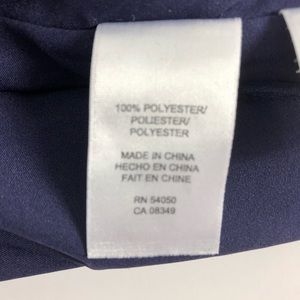 100% POLYESTER/
POLIESTER/
POLYESTER
MADE IN CHINA
HECHO EN CHINA
FAIT EN CHINE
RN 54050
CA 08349